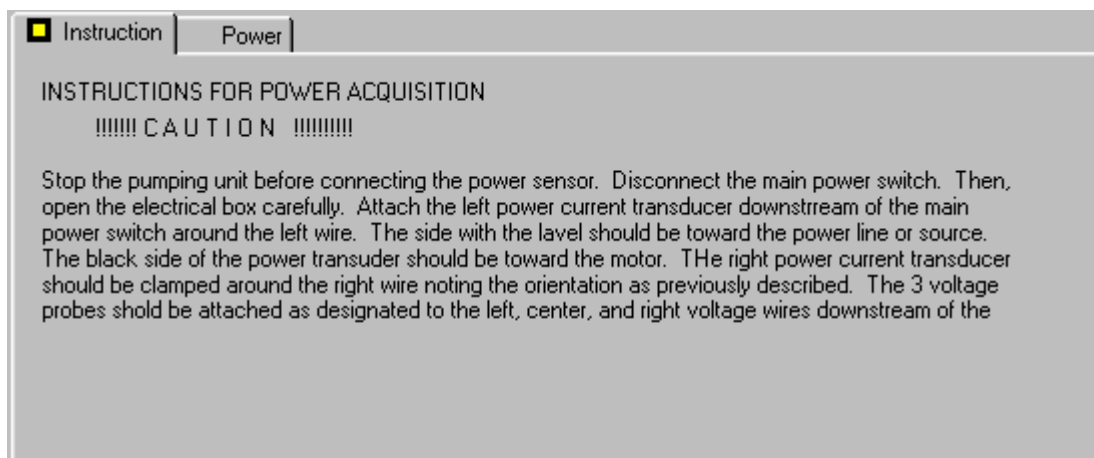 Instruction Power
INSTRUCTIONS FOR POWER ACQUISITION
!!!!!!! C A U T I O N !!!!!!!!!!
Stop the pumping unit before connecting the power sensor. Disconnect the main power switch. Then,
open the electrical box carefully. Attach the left power current transducer downstrream of the main
power switch around the left wire. The side with the lavel should be toward the power line or source.
The black side of the power transuder should be toward the motor. THe right power current transducer
should be clamped around the right wire noting the orientation as previously described. The 3 voltage
probes shold be attached as designated to the left, center, and right voltage wires downstream of the